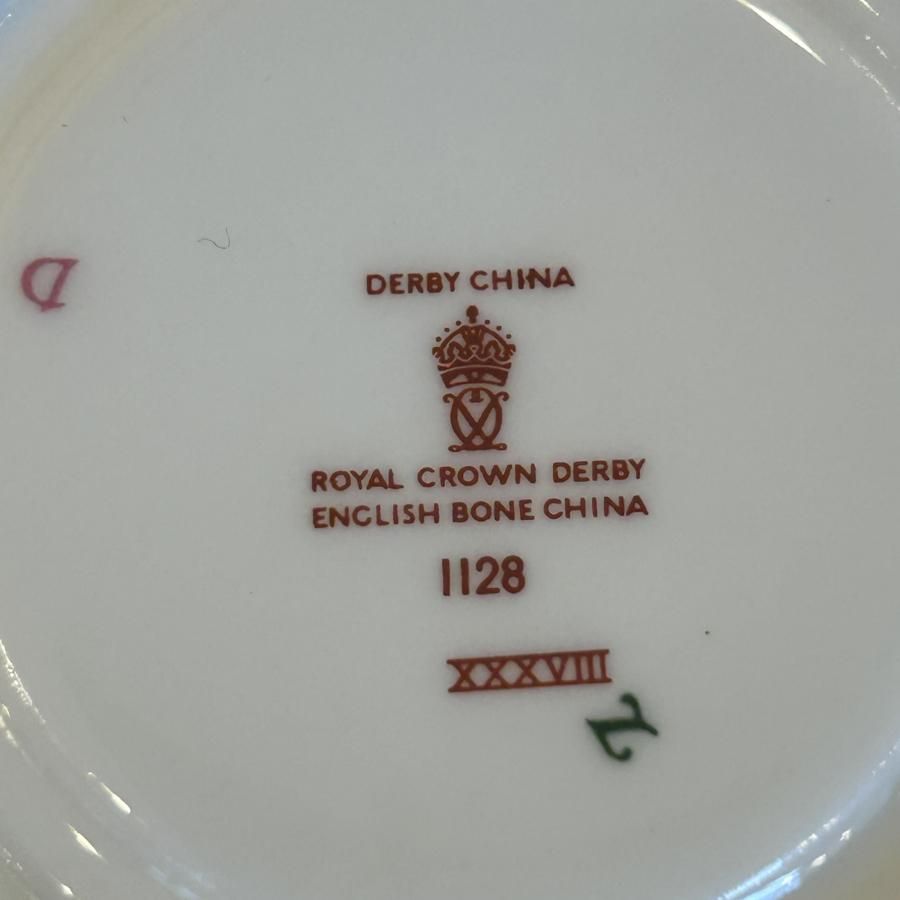 DERBY CHINA
ROYAL CROWN DERBY
ENGLISH BONE CHINA
1128
XXXVIII
D